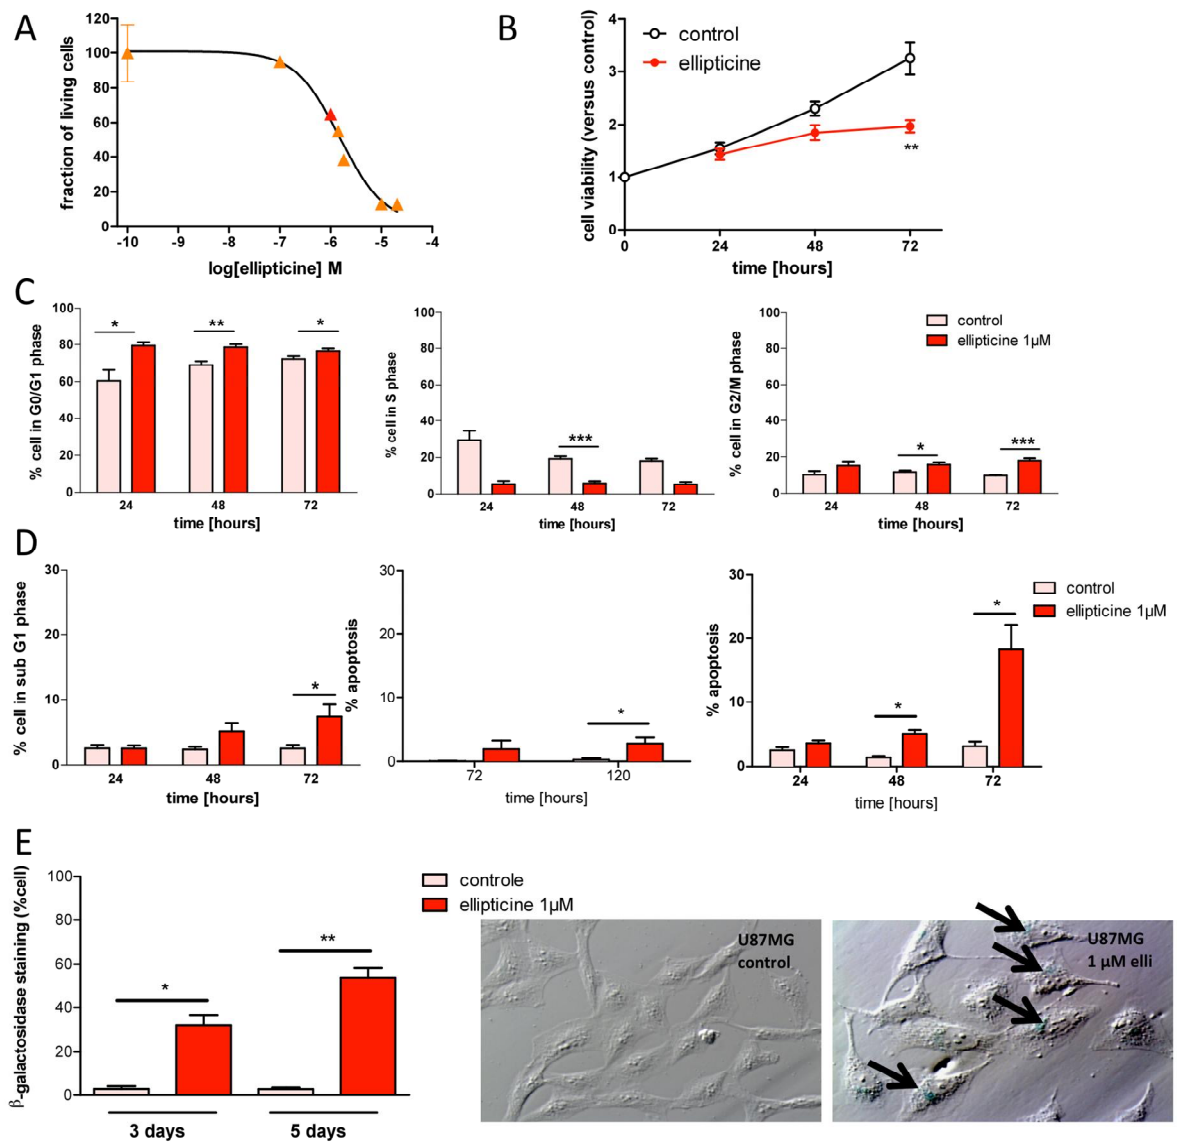 A
fraction of living cells
120
100
80
60
40
20
0
-10 -9 -8 -7 -6 -5 -4
log[ellipticine] M
B
cell viability (versus control)
4
3
2
1
0
control
ellipticine
**
0 24 48 72
time [hours]
C
% cell in G0/G1 phase
100
80
60
40
20
0
* ** *
24 48 72
time [hours]
% cell in S phase
100
80
60
40
20
0
***
24 48 72
time [hours]
% cell in G2/M phase
100
80
60
40
20
0
control
ellipticine 1µM
* ***
24 48 72
time [hours]
D
% cell in sub G1 phase
30
20
10
0
*
24 48 72
time [hours]
% apoptosis
30
20
10
0
*
72 120
time [hours]
% apoptosis
30
20
10
0
control
ellipticine 1µM
* *
24 48 72
time [hours]
E
β-galactosidase staining (%cell)
100
80
60
40
20
0
controle
ellipticine 1µM
* **
3 days 5 days
U87MG
control
U87MG
1 µM elli